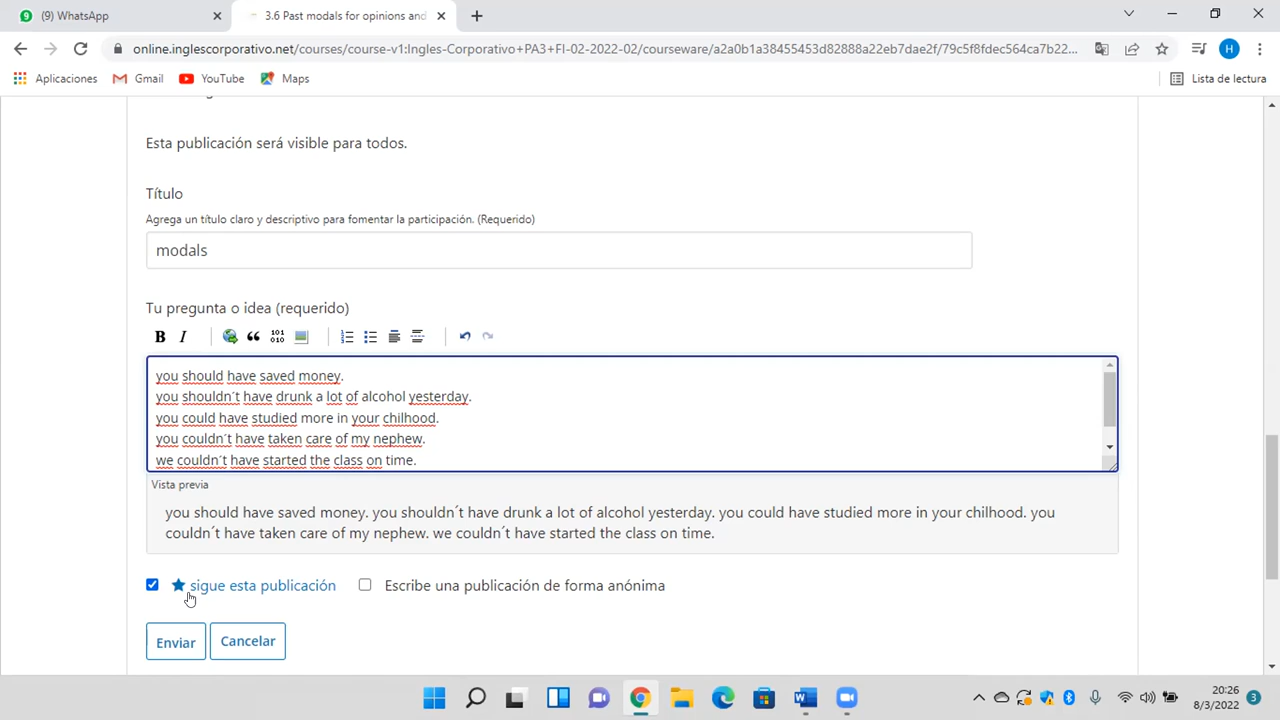 (9) WhatsApp
3.6 Past modals for opinions and
online.inglescorporativo.net/courses/course-v1:Ingles-Corporativo+PA3+FI-02-2022-02/courseware/a2a0b1a38455453d82888a22eb7dae2f/79c5f8fdec564ca7b22...
H
Aplicaciones
Gmail
YouTube
Maps
Lista de lectura
Esta publicación será visible para todos.
Título
Agrega un título claro y descriptivo para fomentar la participación. (Requerido)
modals
Tu pregunta o idea (requerido)
B I
101
010
you should have saved money.
you shouldn´t have drunk a lot of alcohol yesterday.
you could have studied more in your chilhood.
you couldn´t have taken care of my nephew.
we couldn´t have started the class on time.
Vista previa
you should have saved money. you shouldn´t have drunk a lot of alcohol yesterday. you could have studied more in your chilhood. you
couldn´t have taken care of my nephew. we couldn´t have started the class on time.
sigue esta publicación
Escribe una publicación de forma anónima
Enviar
Cancelar
20:26
8/3/2022
3